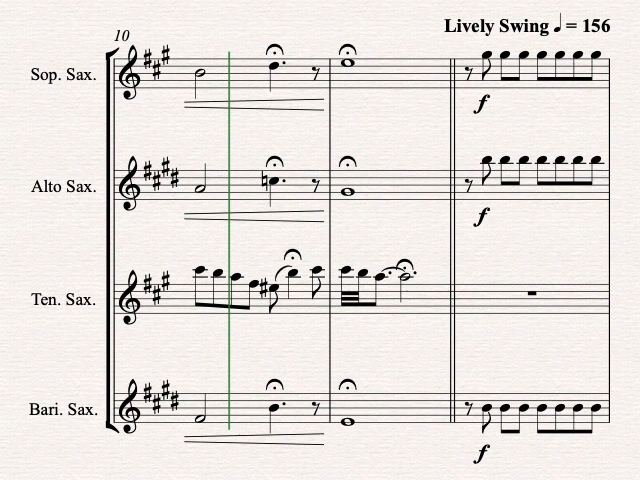 Lively Swing ♩ = 156
10
Sop. Sax.
f
Alto Sax.
f
Ten. Sax.
Bari. Sax.
f